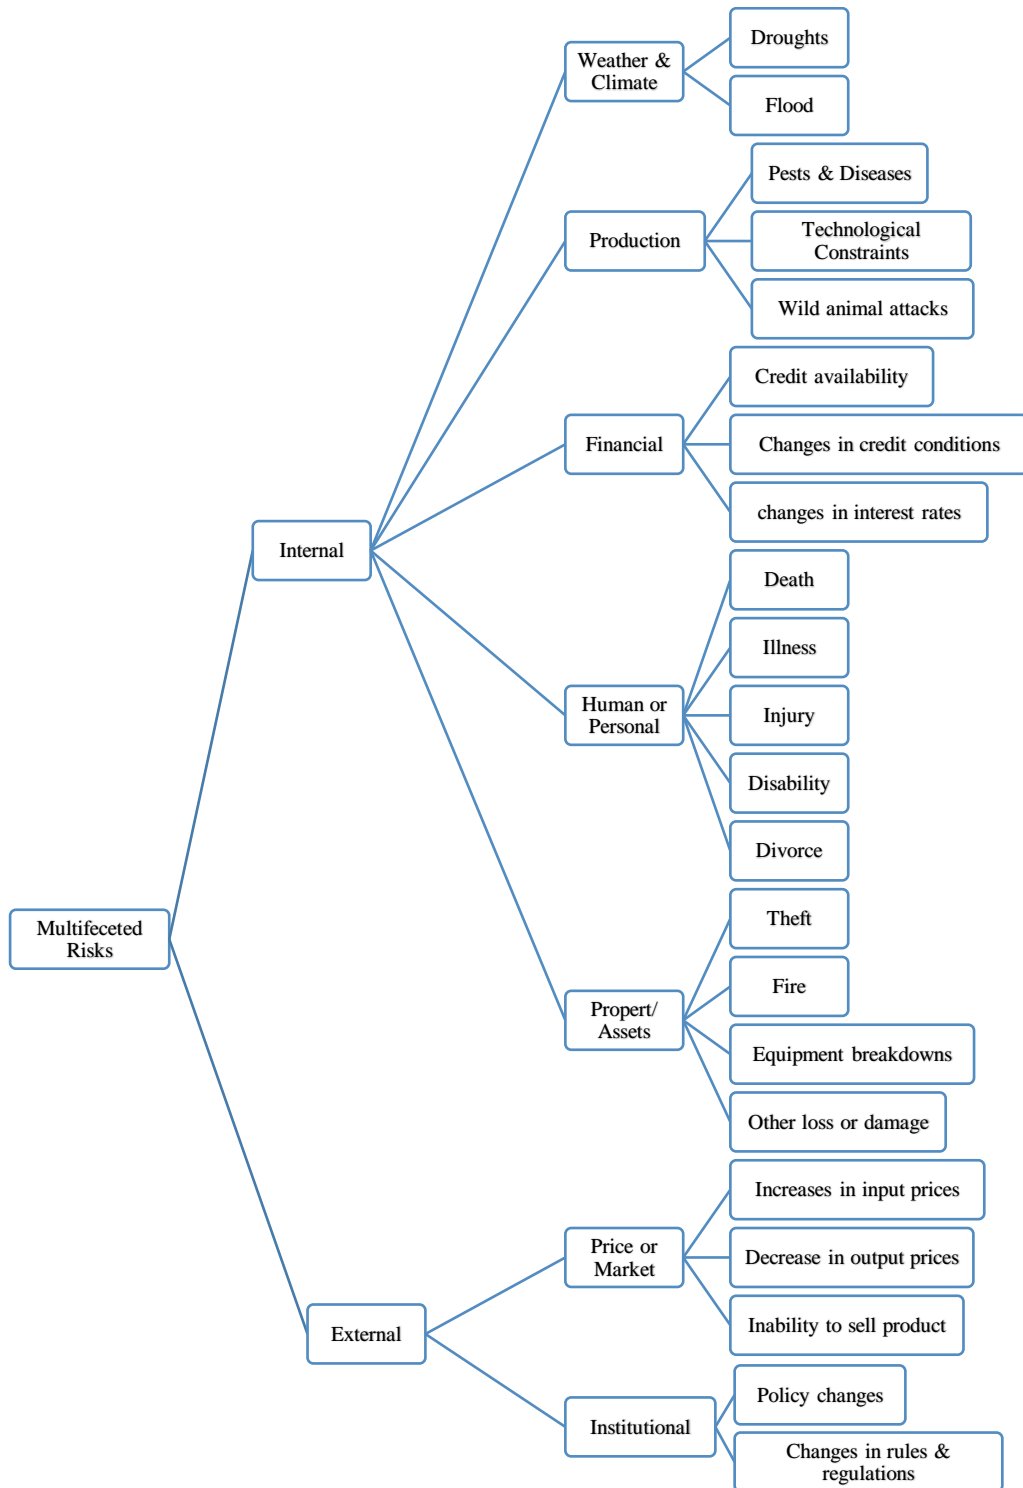 Multifeceted
Risks
Internal
Weather &
Climate
Droughts
Flood
Production
Pests & Diseases
Technological
Constraints
Wild animal attacks
Financial
Credit availability
Changes in credit conditions
changes in interest rates
Human or
Personal
Death
Illness
Injury
Disability
Divorce
Propert/
Assets
Theft
Fire
Equipment breakdowns
Other loss or damage
External
Price or
Market
Increases in input prices
Decrease in output prices
Inability to sell product
Institutional
Policy changes
Changes in rules &
regulations